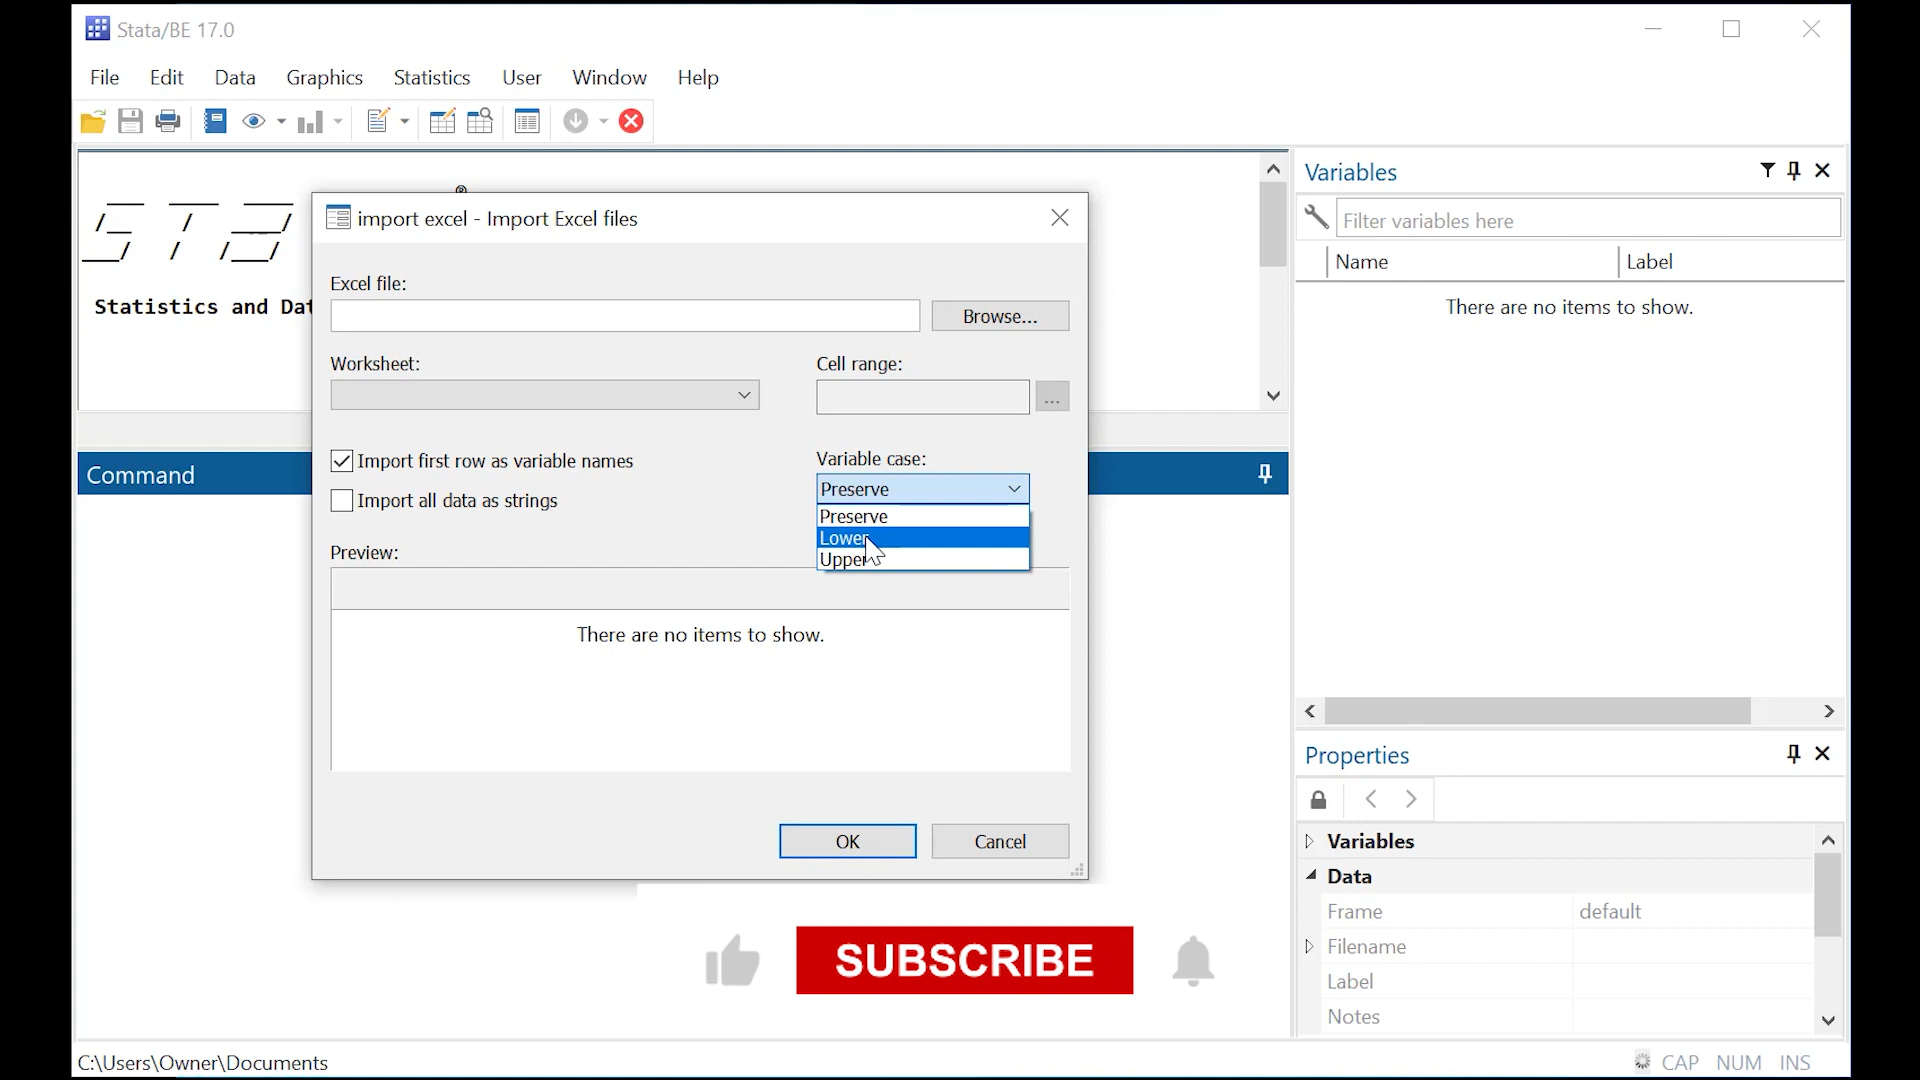 Stata/BE 17.0
File Edit Data Graphics Statistics User Window Help
®
Statistics and Dat
import excel - Import Excel files
Excel file:
Browse...
Worksheet:
Cell range:
...
Import first row as variable names
Import all data as strings
Variable case:
Preserve
Preserve
Lower
Upper
Preview:
There are no items to show.
OK
Cancel
Command
Variables
Filter variables here
Name Label
There are no items to show.
Properties
Variables
Data
Frame default
Filename
Label
Notes
SUBSCRIBE
C:\Users\Owner\Documents
CAP NUM INS